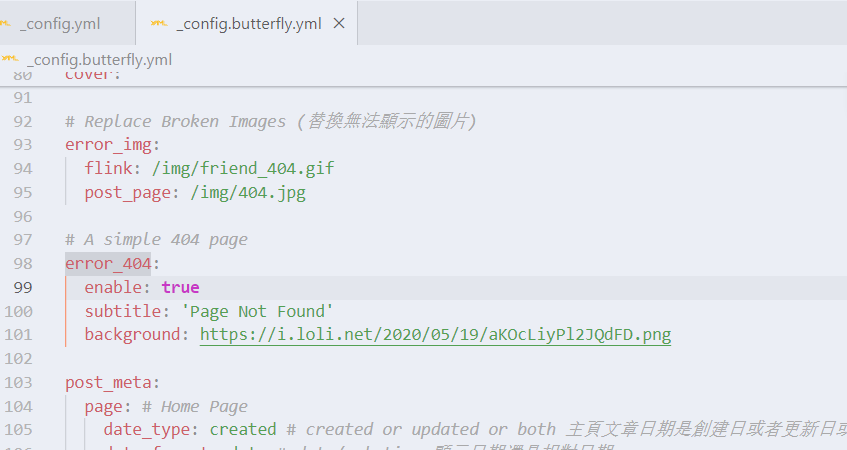 _config.yml
_config.butterfly.yml
_config.butterfly.yml
80 cover:
91
92 # Replace Broken Images (替換無法顯示的圖片)
93 error_img:
94 flink: /img/friend_404.gif
95 post_page: /img/404.jpg
96
97 # A simple 404 page
98 error_404:
99 enable: true
100 subtitle: 'Page Not Found'
101 background: https://i.loli.net/2020/05/19/aKOcLiyPl2JQdFD.png
102
103 post_meta:
104 page: # Home Page
105 date_type: created # created or updated or both 主頁文章日期是創建日或者更新日或